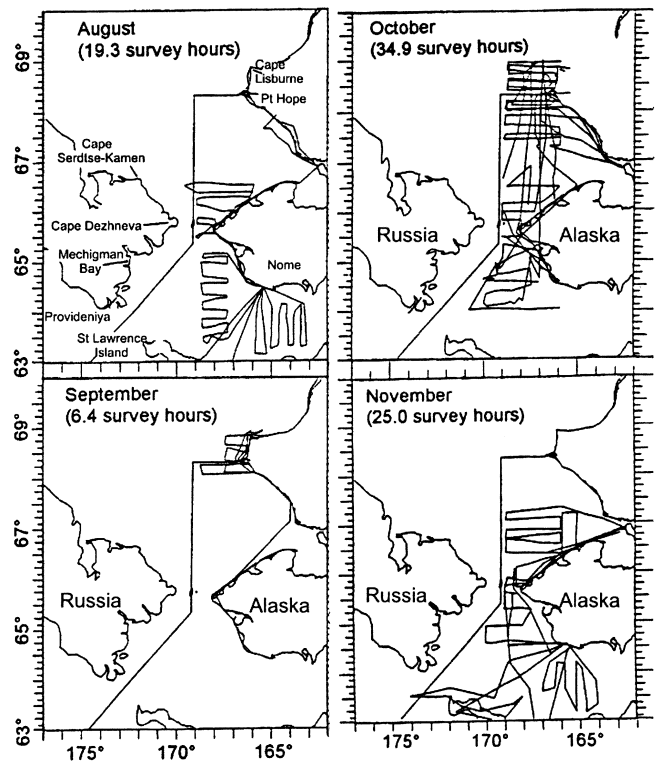 August
(19.3 survey hours)
Cape
Lisburne
Pt Hope
Cape
Serdtse-Kamen
Cape Dezhneva
Mechigman
Bay
Nome
Provideniya
St Lawrence
Island
69°
67°
65°
63°
October
(34.9 survey hours)
Russia
Alaska
September
(6.4 survey hours)
Russia
Alaska
69°
67°
65°
63°
175°
170°
165°
November
(25.0 survey hours)
Russia
Alaska
175°
170°
165°